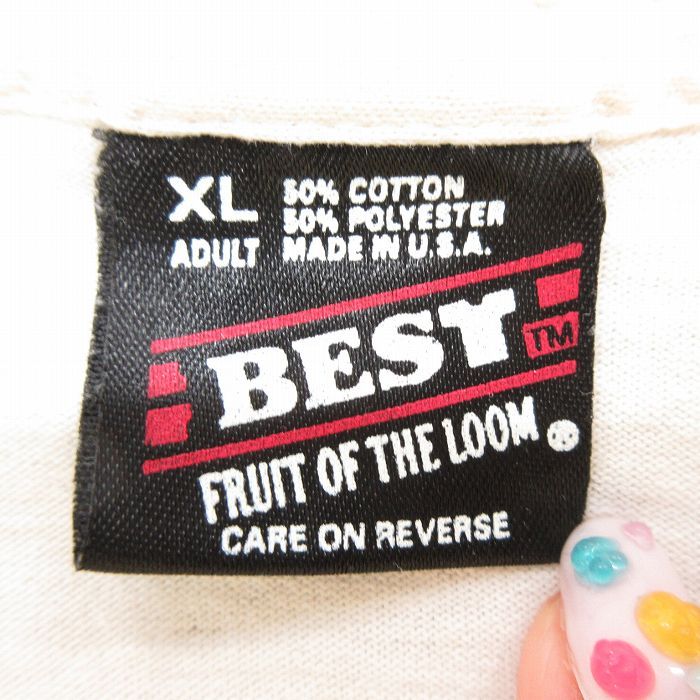 XL
ADULT
50% COTTON
50% POLYESTER
MADE IN U.S.A.
BEST TM
FRUIT OF THE LOOM ®
CARE ON REVERSE